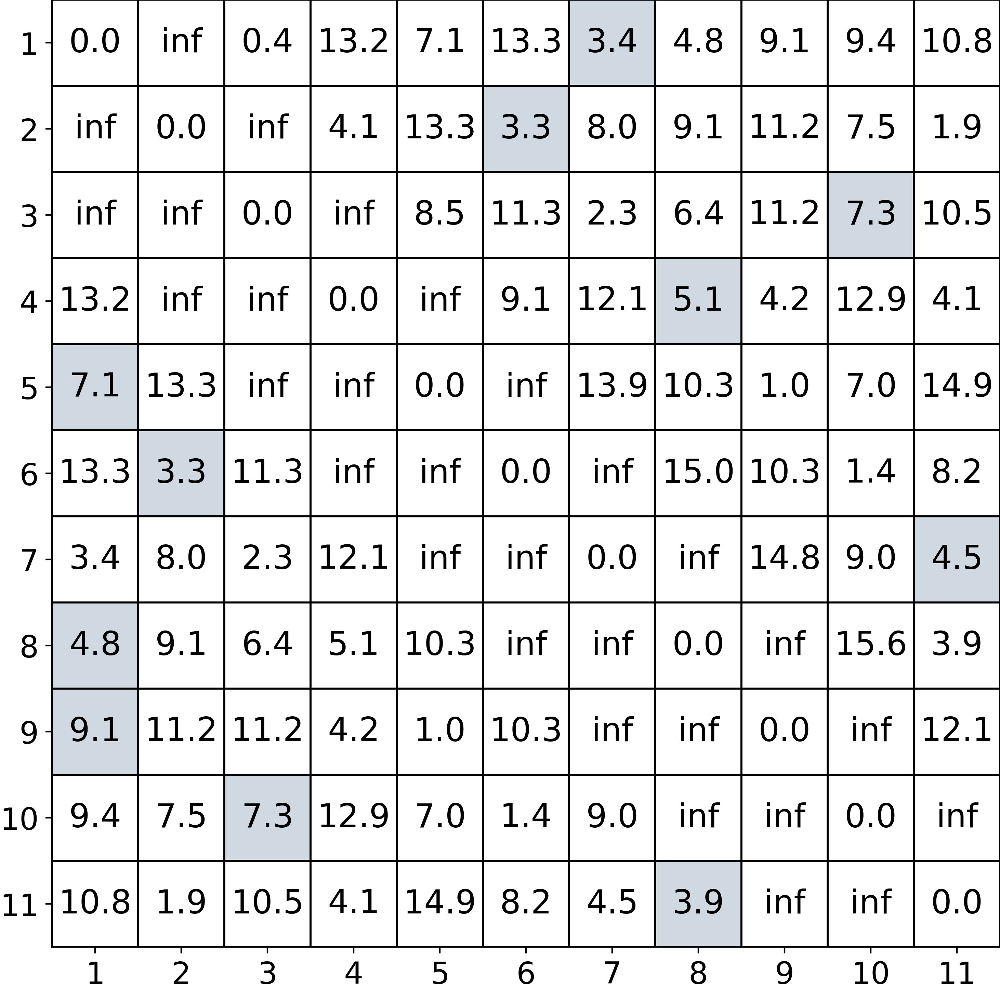 1 0.0 inf 0.4 13.2 7.1 13.3 3.4 4.8 9.1 9.4 10.8
2 inf 0.0 inf 4.1 13.3 3.3 8.0 9.1 11.2 7.5 1.9
3 inf inf 0.0 inf 8.5 11.3 2.3 6.4 11.2 7.3 10.5
4 13.2 inf inf 0.0 inf 9.1 12.1 5.1 4.2 12.9 4.1
5 7.1 13.3 inf inf 0.0 inf 13.9 10.3 1.0 7.0 14.9
6 13.3 3.3 11.3 inf inf 0.0 inf 15.0 10.3 1.4 8.2
7 3.4 8.0 2.3 12.1 inf inf 0.0 inf 14.8 9.0 4.5
8 4.8 9.1 6.4 5.1 10.3 inf inf 0.0 inf 15.6 3.9
9 9.1 11.2 11.2 4.2 1.0 10.3 inf inf 0.0 inf 12.1
10 9.4 7.5 7.3 12.9 7.0 1.4 9.0 inf inf 0.0 inf
11 10.8 1.9 10.5 4.1 14.9 8.2 4.5 3.9 inf inf 0.0
1 2 3 4 5 6 7 8 9 10 11